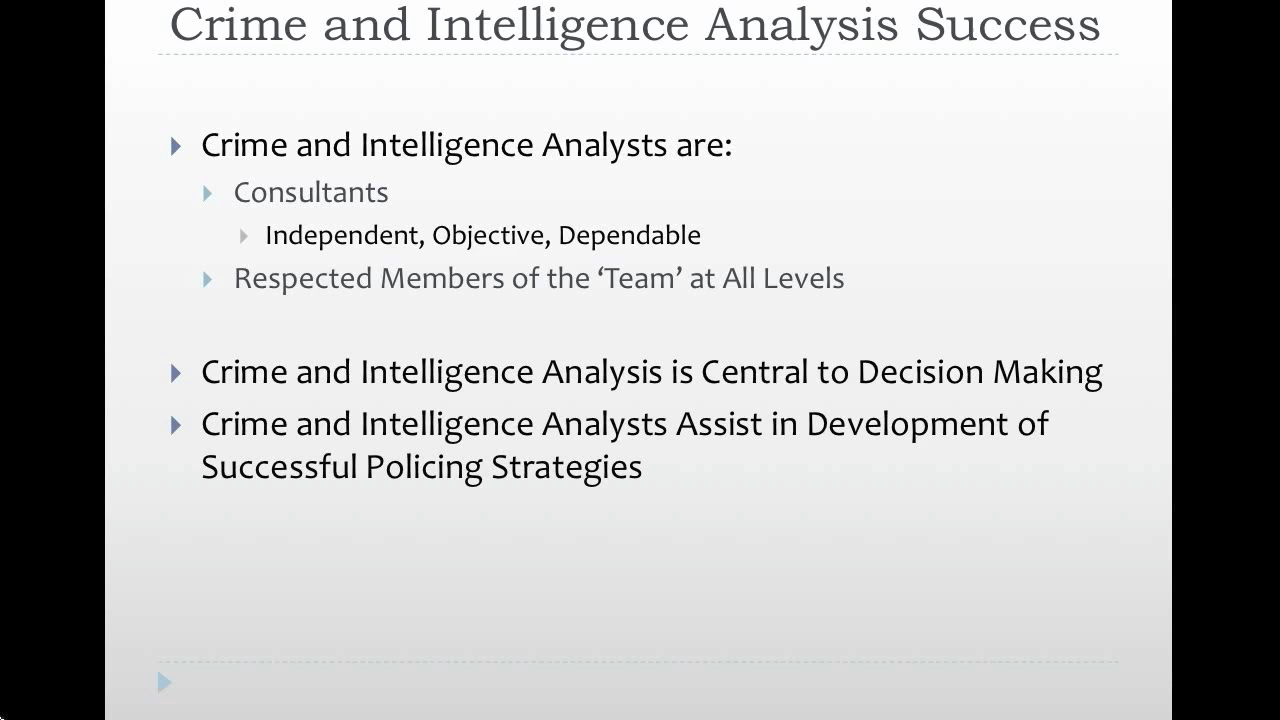 Crime and Intelligence Analysis Success
Crime and Intelligence Analysts are:
Consultants
Independent, Objective, Dependable
Respected Members of the ‘Team’ at All Levels
Crime and Intelligence Analysis is Central to Decision Making
Crime and Intelligence Analysts Assist in Development of
Successful Policing Strategies